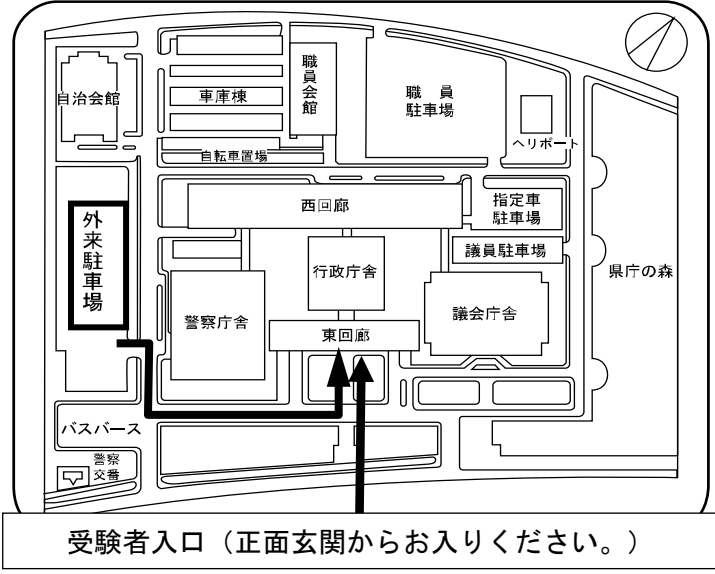 自治会館
車庫棟
職員会館
職 員
駐車場
ヘリポート
自転車置場
西回廊
指定車
駐車場
外来駐車場
行政庁舎
議員駐車場
県庁の森
警察庁舎
東回廊
議会庁舎
バスバース
警察
交番
受験者入口（正面玄関からお入りください。）